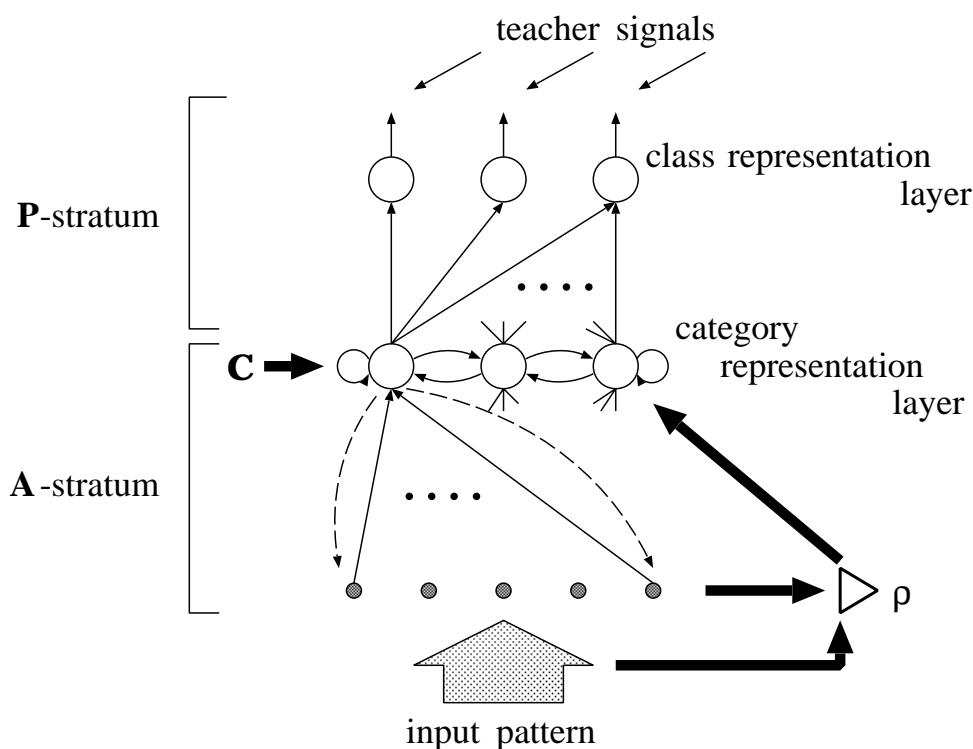 teacher signals
class representation
layer
P-stratum
category
representation
layer
C
A-stratum
ρ
input pattern